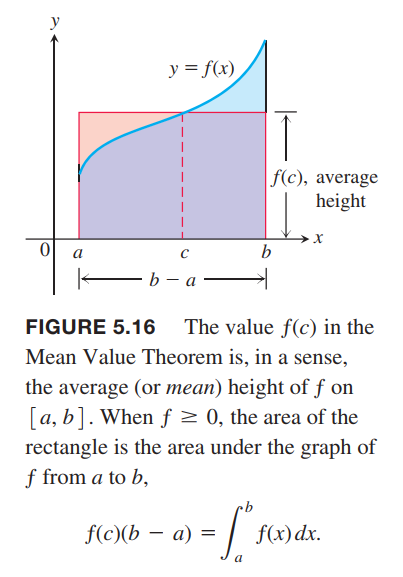 y
y = f(x)
f(c), average
height
x
0 a c b
b − a
FIGURE 5.16 The value f(c) in the
Mean Value Theorem is, in a sense,
the average (or mean) height of f on
[a, b]. When f ≥ 0, the area of the
rectangle is the area under the graph of
f from a to b,
f(c)(b − a) = ∫ₐᵇ f(x) dx.